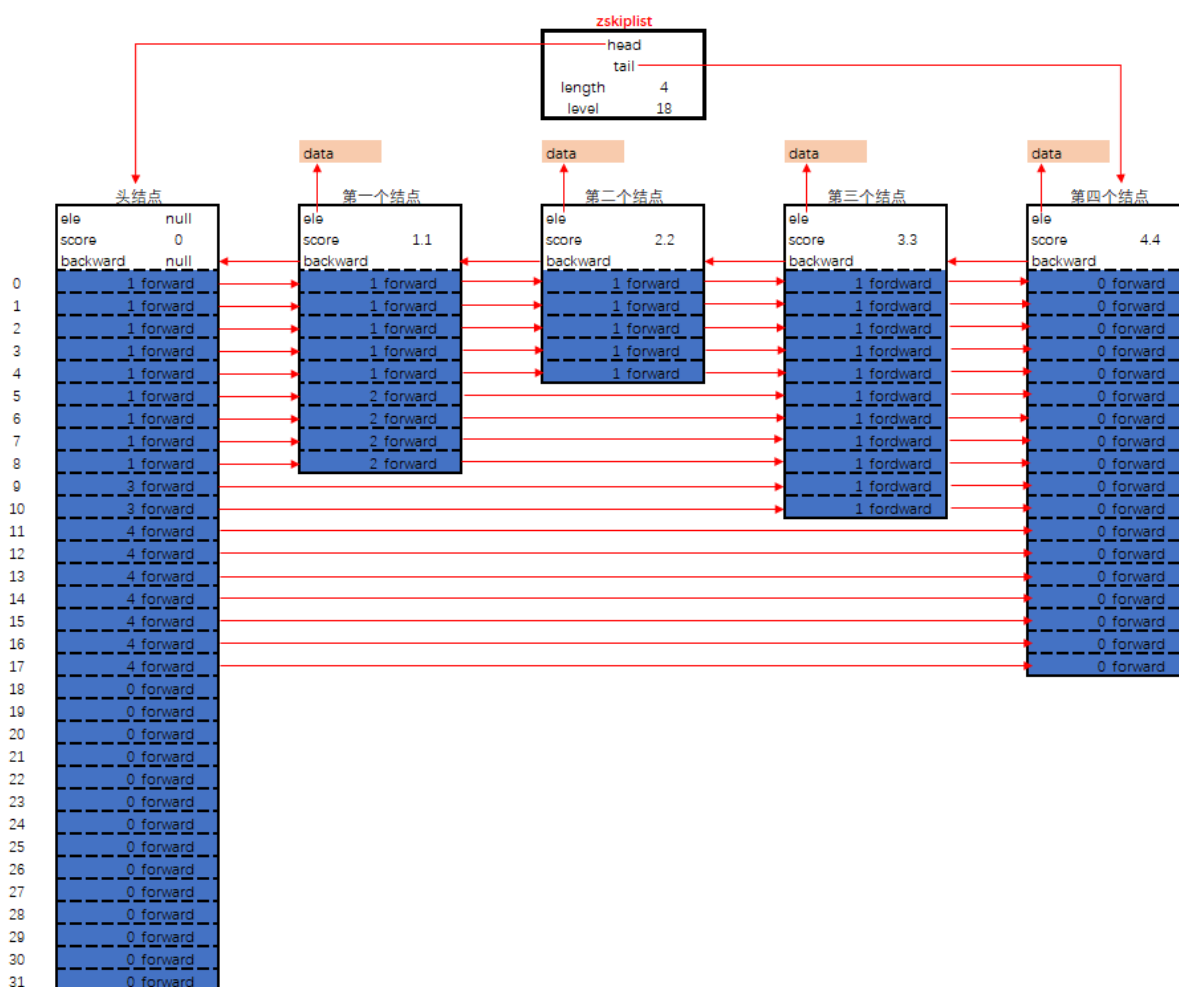 zskiplist
head
tail
length 4
level 18
data data data data
头结点 第一个结点 第二个结点 第三个结点 第四个结点
ele null ele ele ele ele
score 0 score 1.1 score 2.2 score 3.3 score 4.4
backward null backward backward backward backward
0 1 forward 1 forward 1 forward 1 fordward 0 forward
1 1 forward 1 forward 1 forward 1 fordward 0 forward
2 1 forward 1 forward 1 forward 1 fordward 0 forward
3 1 forward 1 forward 1 forward 1 fordward 0 forward
4 1 forward 1 forward 1 forward 1 fordward 0 forward
5 1 forward 2 forward 1 fordward 0 forward
6 1 forward 2 forward 1 fordward 0 forward
7 1 forward 2 forward 1 fordward 0 forward
8 1 forward 2 forward 1 fordward 0 forward
9 3 forward 1 fordward 0 forward
10 3 forward 1 fordward 0 forward
11 4 forward 0 forward
12 4 forward 0 forward
13 4 forward 0 forward
14 4 forward 0 forward
15 4 forward 0 forward
16 4 forward 0 forward
17 4 forward 0 forward
18 0 forward
19 0 forward
20 0 forward
21 0 forward
22 0 forward
23 0 forward
24 0 forward
25 0 forward
26 0 forward
27 0 forward
28 0 forward
29 0 forward
30 0 forward
31 0 forward